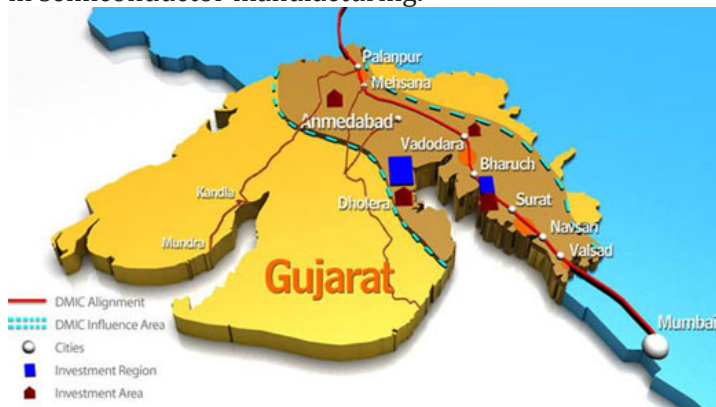 in semiconductor manufacturing.
Palanpur
Mehsana
Ahmedabad
Vadodara
Bharuch
Kandla
Dholera
Surat
Mundra
Navsari
Valsad
Gujarat
Mumbai
DMIC Alignment
DMIC Influence Area
Cities
Investment Region
Investment Area